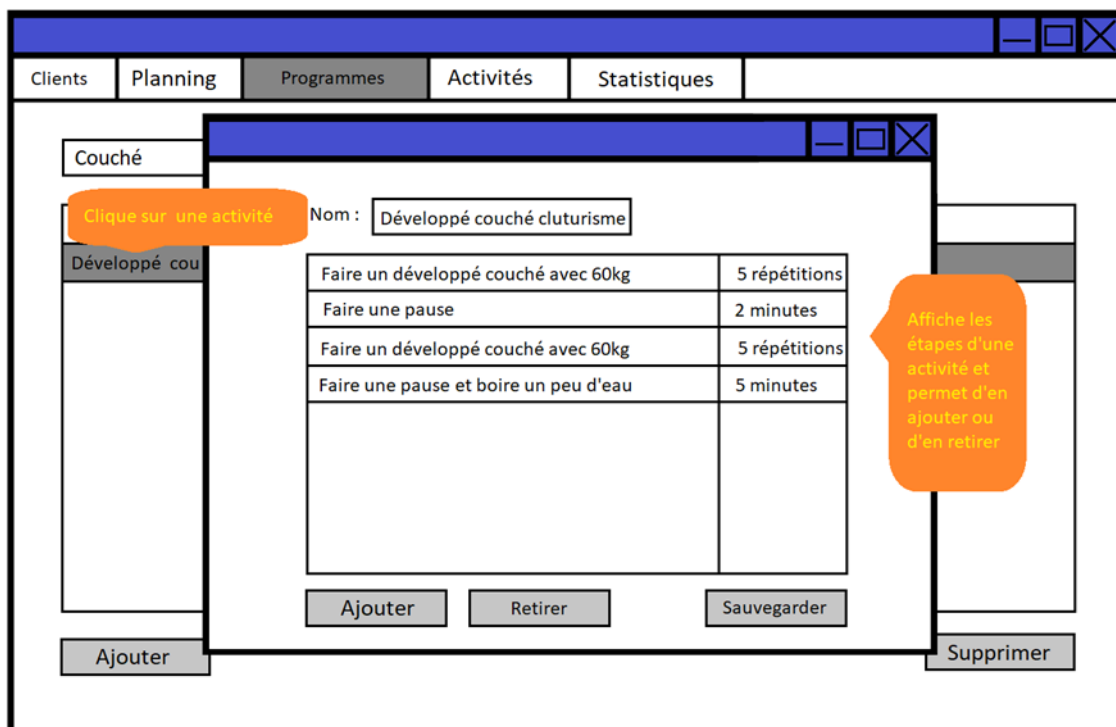 Clients Planning Programmes Activités Statistiques
Couché
Clique sur une activité
Nom : Développé couché cluturisme
Développé cou
Faire un développé couché avec 60kg 5 répétitions
Faire une pause 2 minutes
Faire un développé couché avec 60kg 5 répétitions
Faire une pause et boire un peu d'eau 5 minutes
Affiche les
étapes d'une
activité et
permet d'en
ajouter ou
d'en retirer
Ajouter Retirer Sauvegarder
Ajouter Supprimer